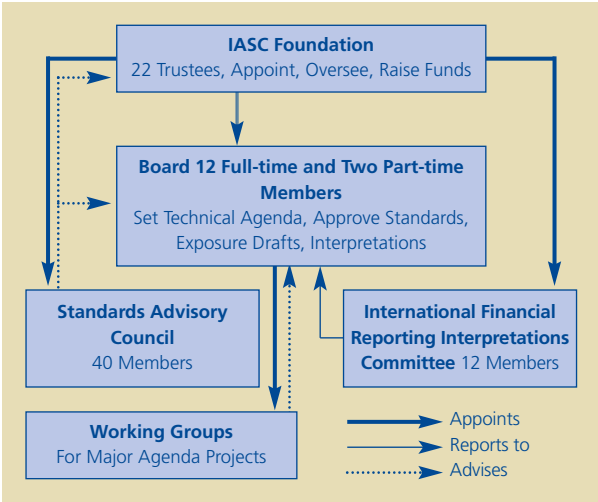 IASC Foundation
22 Trustees, Appoint, Oversee, Raise Funds
Board 12 Full-time and Two Part-time
Members
Set Technical Agenda, Approve Standards,
Exposure Drafts, Interpretations
Standards Advisory
Council
40 Members
International Financial
Reporting Interpretations
Committee 12 Members
Working Groups
For Major Agenda Projects
Appoints
Reports to
Advises